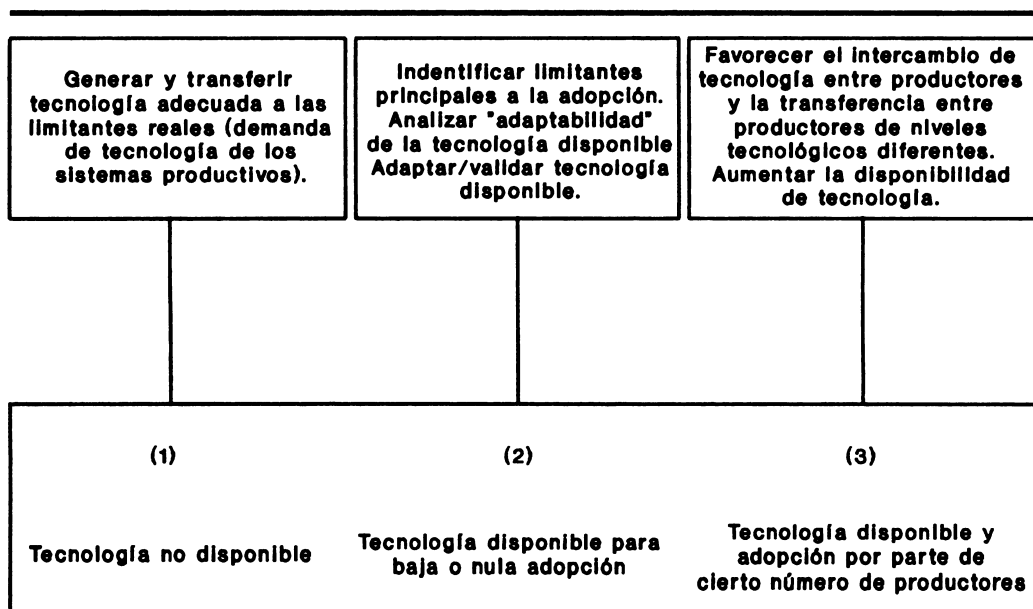 Generar y transferir
tecnología adecuada a las
limitantes reales (demanda
de tecnología de los
sistemas productivos).
Indentificar limitantes
principales a la adopción.
Analizar "adaptabilidad"
de la tecnología disponible
Adaptar/validar tecnología
disponible.
Favorecer el intercambio de
tecnología entre productores
y la transferencia entre
productores de niveles
tecnológicos diferentes.
Aumentar la disponibilidad
de tecnología.
(1)
Tecnología no disponible
(2)
Tecnología disponible para
baja o nula adopción
(3)
Tecnología disponible y
adopción por parte de
cierto número de productores